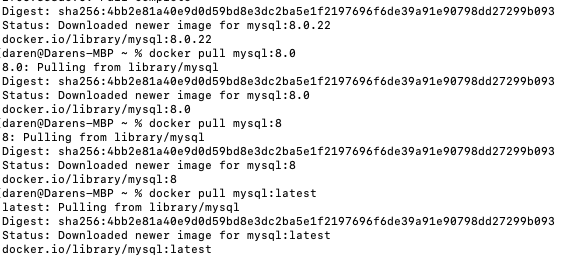 Digest: sha256:4bb2e81a40e9d0d59bd8e3dc2ba5e1f2197696f6de39a91e90798dd27299b093
Status: Downloaded newer image for mysql:8.0.22
docker.io/library/mysql:8.0.22
[daren@Darens-MBP ~ % docker pull mysql:8.0
8.0: Pulling from library/mysql
Digest: sha256:4bb2e81a40e9d0d59bd8e3dc2ba5e1f2197696f6de39a91e90798dd27299b093
Status: Downloaded newer image for mysql:8.0
docker.io/library/mysql:8.0
[daren@Darens-MBP ~ % docker pull mysql:8
8: Pulling from library/mysql
Digest: sha256:4bb2e81a40e9d0d59bd8e3dc2ba5e1f2197696f6de39a91e90798dd27299b093
Status: Downloaded newer image for mysql:8
docker.io/library/mysql:8
[daren@Darens-MBP ~ % docker pull mysql:latest
latest: Pulling from library/mysql
Digest: sha256:4bb2e81a40e9d0d59bd8e3dc2ba5e1f2197696f6de39a91e90798dd27299b093
Status: Downloaded newer image for mysql:latest
docker.io/library/mysql:latest